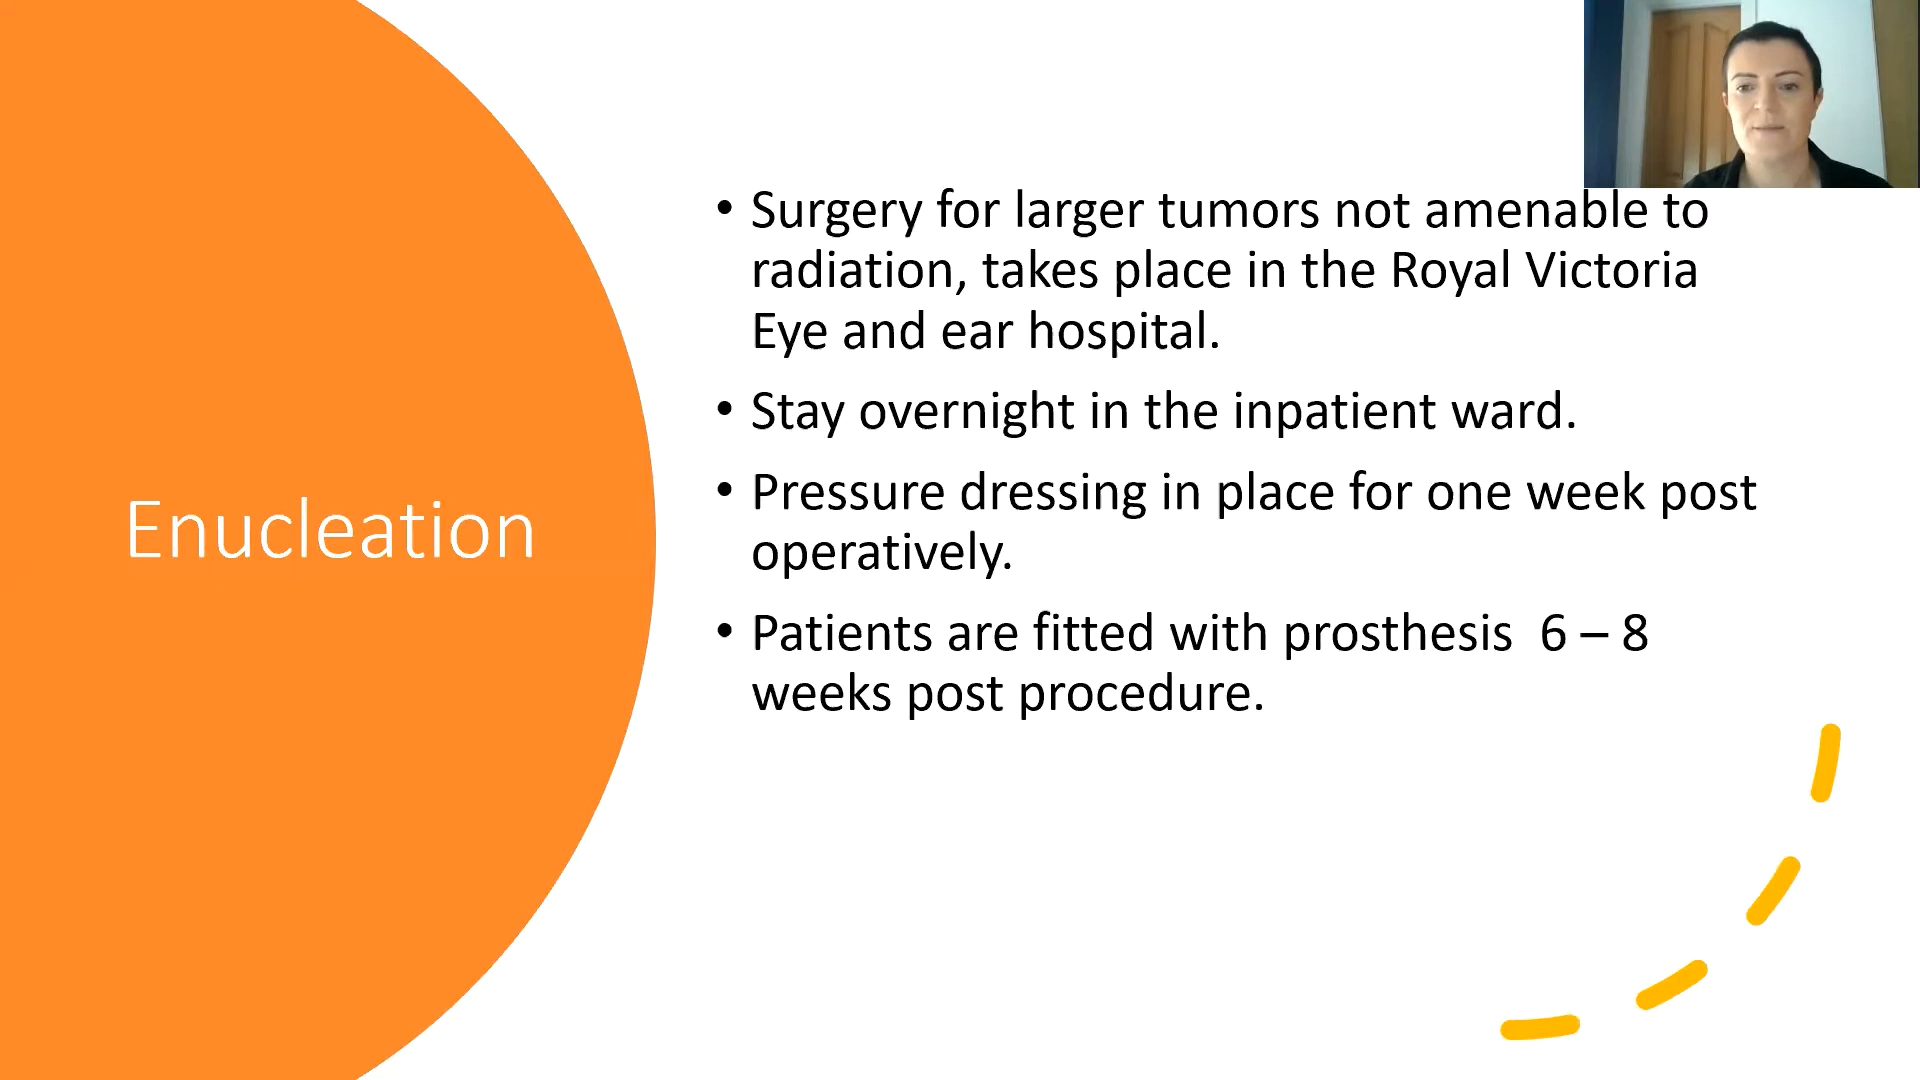 Enucleation
• Surgery for larger tumors not amenable to
radiation, takes place in the Royal Victoria
Eye and ear hospital.
• Stay overnight in the inpatient ward.
• Pressure dressing in place for one week post
operatively.
• Patients are fitted with prosthesis  6 – 8
weeks post procedure.